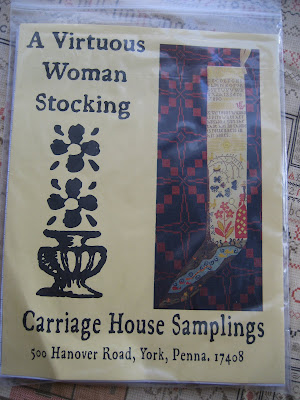 A Virtuous
Woman
Stocking
Carriage House Samplings
500 Hanover Road, York, Penna. 17408